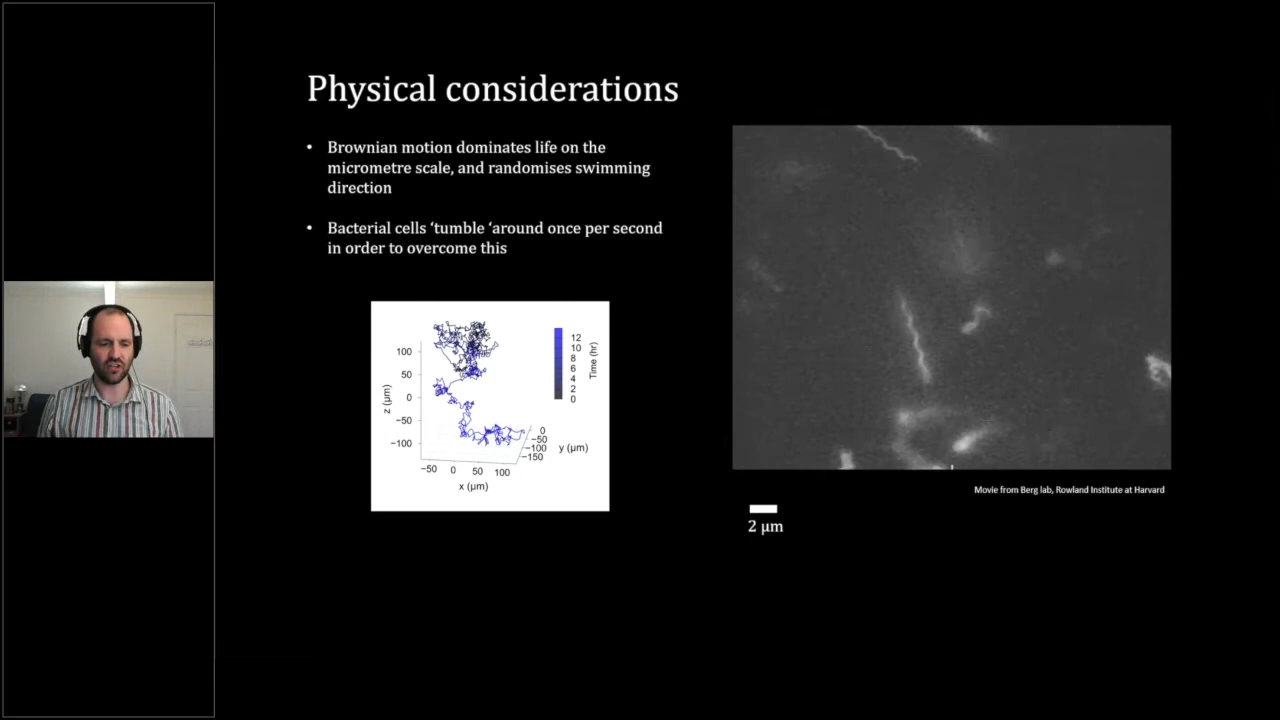 Physical considerations
• Brownian motion dominates life on the
micrometre scale, and randomises swimming
direction
• Bacterial cells ‘tumble ‘around once per second
in order to overcome this
100
50
0
−50
−100
z (μm)
−50 0 50 100
x (μm)
0
−50
−100
−150
y (μm)
12
10
8
6
4
2
0
Time (hr)
Movie from Berg lab, Rowland Institute at Harvard
2 μm